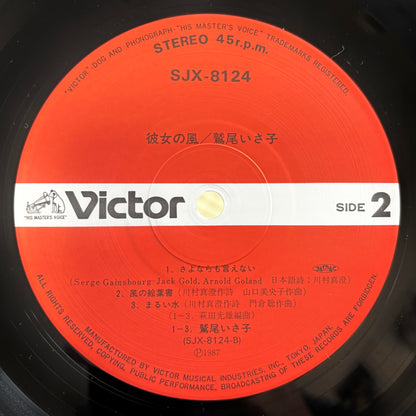 "VICTOR"-DOG AND PHONOGRAPH-"HIS MASTER'S VOICE" TRADEMARKS REGISTERED.
STEREO 45r.p.m.
SJX-8124
彼女の風/鷲尾いさ子
"HIS MASTER'S VOICE"
Victor
SIDE 2
1. さよならも言えない
(Serge Gainsbourg・Jack Gold, Arnold Goland 日本語詩:川村真澄)
2. 風の絵葉書 (川村真澄作詩 山口美央子作曲)
3. まるい水 (川村真澄作詩 門倉聡作曲)
(1-3. 萩田光雄編曲)
1-3. 鷲尾いさ子
(SJX-8124-B)
Ⓟ1987
MANUFACTURED BY VICTOR MUSICAL INDUSTRIES, INC., TOKYO, JAPAN.
ALL RIGHTS RESERVED, COPYING, PUBLIC PERFORMANCE, BROADCASTING OF THESE RECORDS ARE FORBIDDEN.